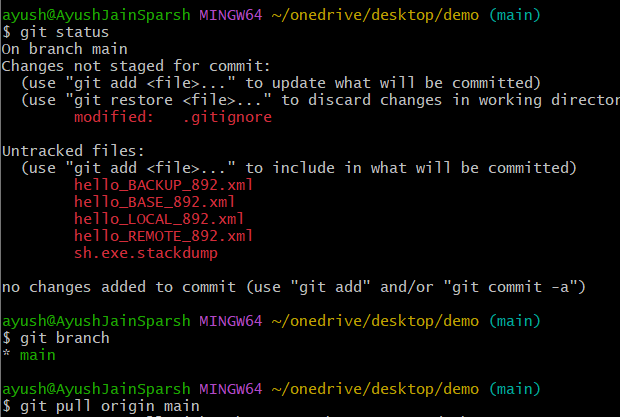 ayush@AyushJainSparsh MINGW64 ~/onedrive/desktop/demo (main)
$ git status
On branch main
Changes not staged for commit:
  (use "git add <file>..." to update what will be committed)
  (use "git restore <file>..." to discard changes in working director
        modified:   .gitignore

Untracked files:
  (use "git add <file>..." to include in what will be committed)
        hello_BACKUP_892.xml
        hello_BASE_892.xml
        hello_LOCAL_892.xml
        hello_REMOTE_892.xml
        sh.exe.stackdump

no changes added to commit (use "git add" and/or "git commit -a")

ayush@AyushJainSparsh MINGW64 ~/onedrive/desktop/demo (main)
$ git branch
* main

ayush@AyushJainSparsh MINGW64 ~/onedrive/desktop/demo (main)
$ git pull origin main